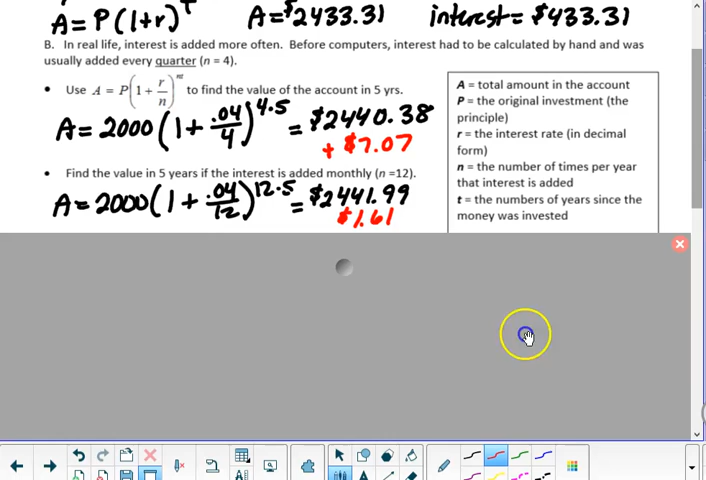 A = P(1+r)^t   A = $2433.31   interest = $433.31
B. In real life, interest is added more often. Before computers, interest had to be calculated by hand and was
usually added every quarter (n = 4).
• Use A = P(1 + r/n)^nt to find the value of the account in 5 yrs.
A = 2000(1 + .04/4)^4·5 = $2440.38
+ $7.07
• Find the value in 5 years if the interest is added monthly (n =12).
A = 2000(1 + .04/12)^12·5 = $2441.99
$1.61
A = total amount in the account
P = the original investment (the
principle)
r = the interest rate (in decimal
form)
n = the number of times per year
that interest is added
t = the numbers of years since the
money was invested